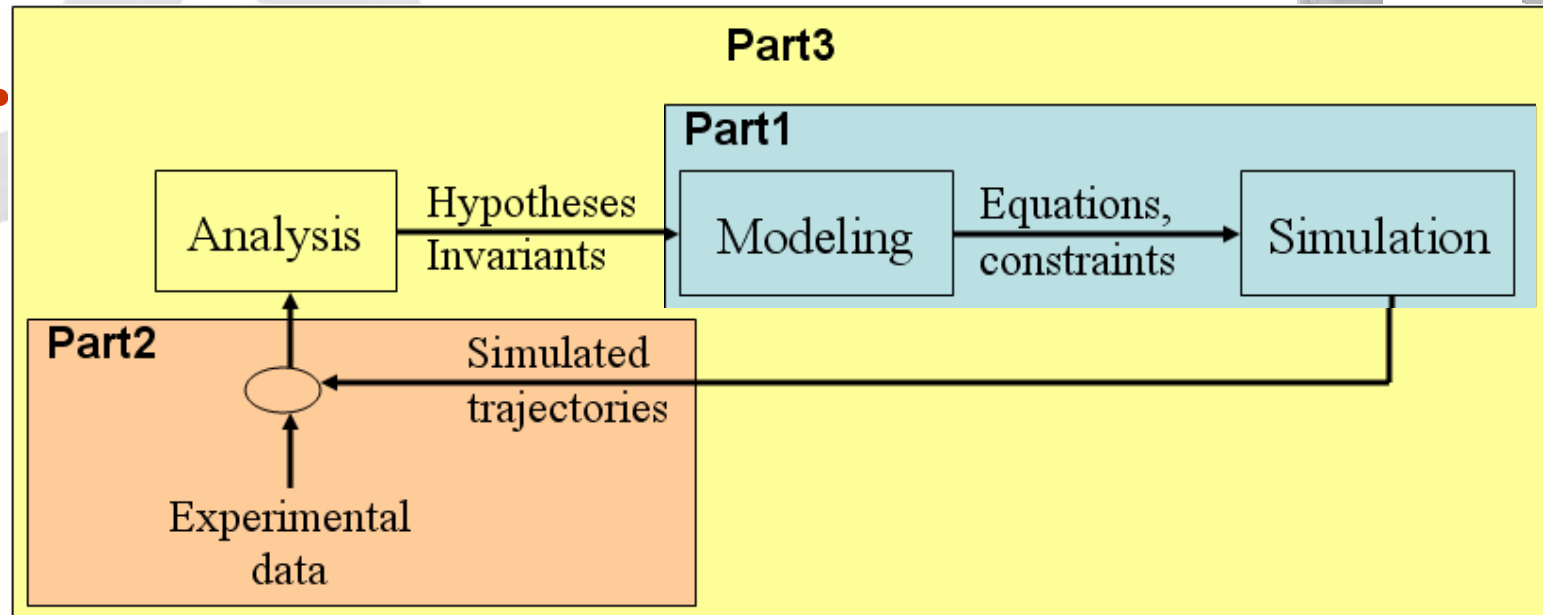 Part3
Part1
Analysis
Hypotheses
Invariants
Modeling
Equations,
constraints
Simulation
Part2
Simulated
trajectories
Experimental
data